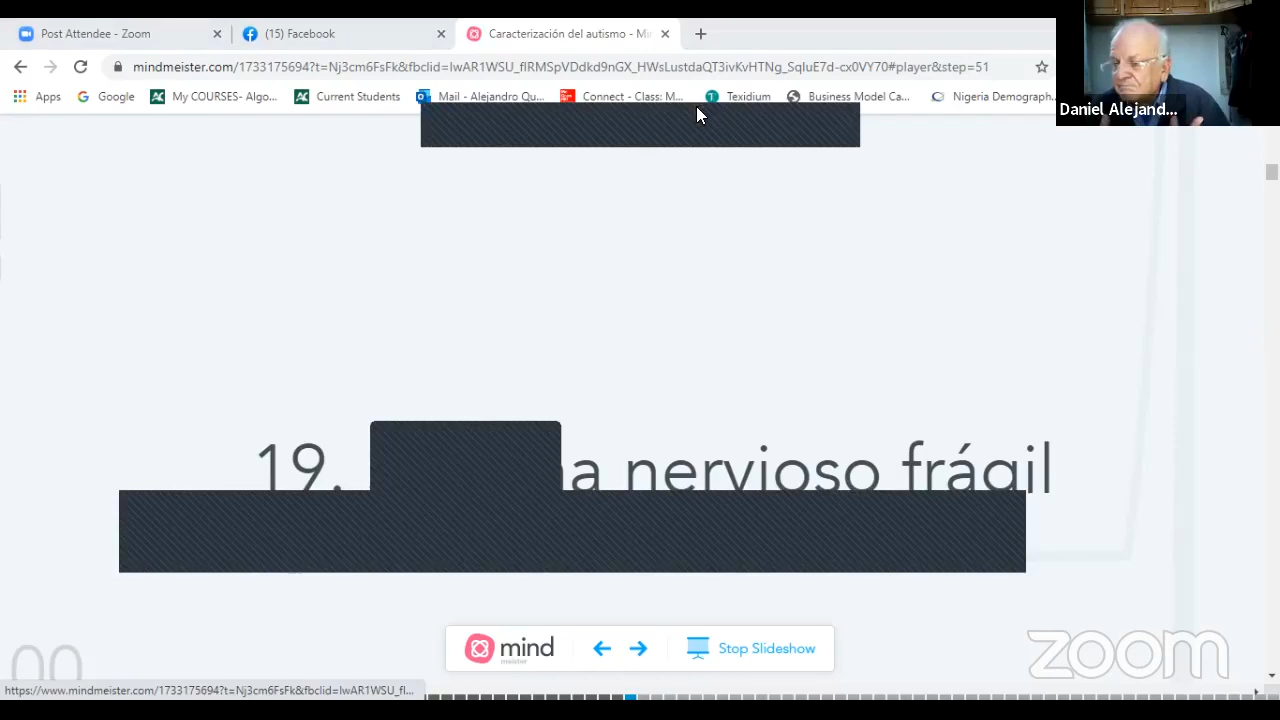 Post Attendee - Zoom
(15) Facebook
Caracterización del autismo - Mi
mindmeister.com/1733175694?t=Nj3cm6FsFk&fbclid=IwAR1WSU_flRMSpVDdkd9nGX_HWsLustdaQT3ivKvHTNg_SqluE7d-cx0VY70#player&step=51
Apps
Google
My COURSES- Algo...
Current Students
Mail - Alejandro Qu...
Connect - Class: M...
Texidium
Business Model Ca...
Nigeria Demograph...
Daniel Alejand...
19. nervioso frágil
mind
meister
Stop Slideshow
zoom
https://www.mindmeister.com/1733175694?t=Nj3cm6FsFk&fbclid=IwAR1WSU_fl...